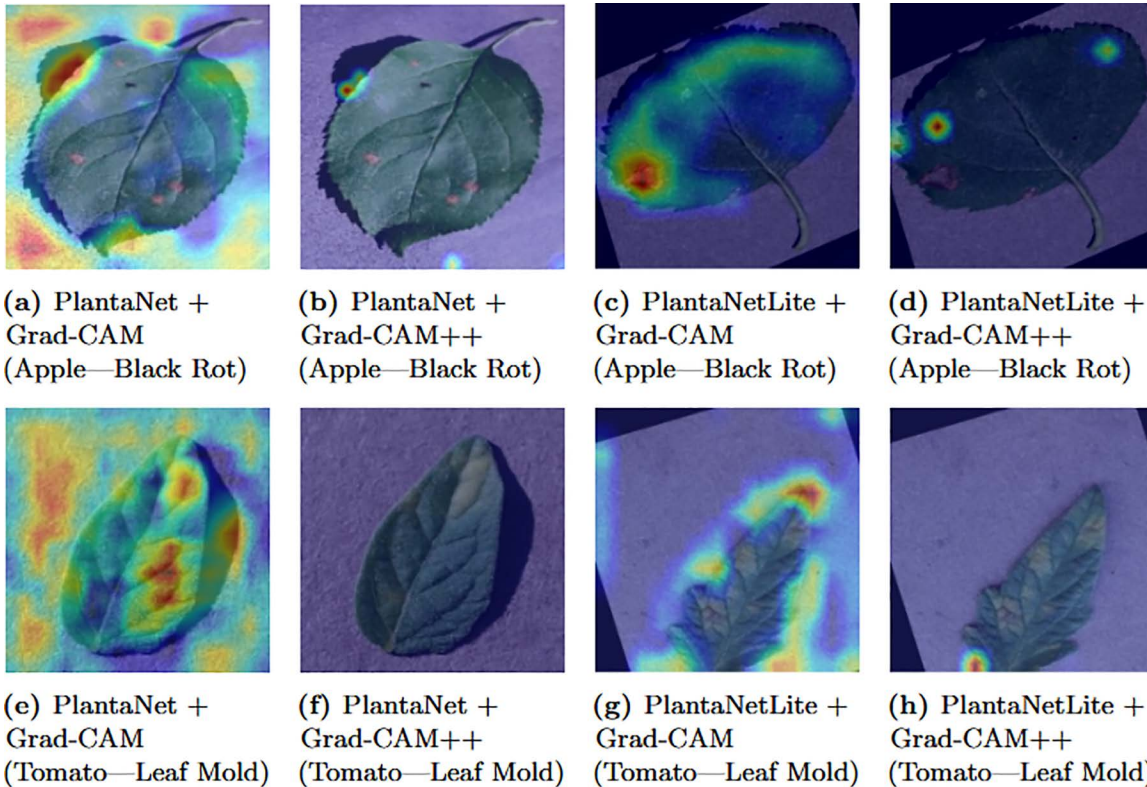 (a) PlantaNet +
Grad-CAM
(Apple—Black Rot)
(b) PlantaNet +
Grad-CAM++
(Apple—Black Rot)
(c) PlantaNetLite +
Grad-CAM
(Apple—Black Rot)
(d) PlantaNetLite +
Grad-CAM++
(Apple—Black Rot)
(e) PlantaNet +
Grad-CAM
(Tomato—Leaf Mold)
(f) PlantaNet +
Grad-CAM++
(Tomato—Leaf Mold)
(g) PlantaNetLite +
Grad-CAM
(Tomato—Leaf Mold)
(h) PlantaNetLite +
Grad-CAM++
(Tomato—Leaf Mold)